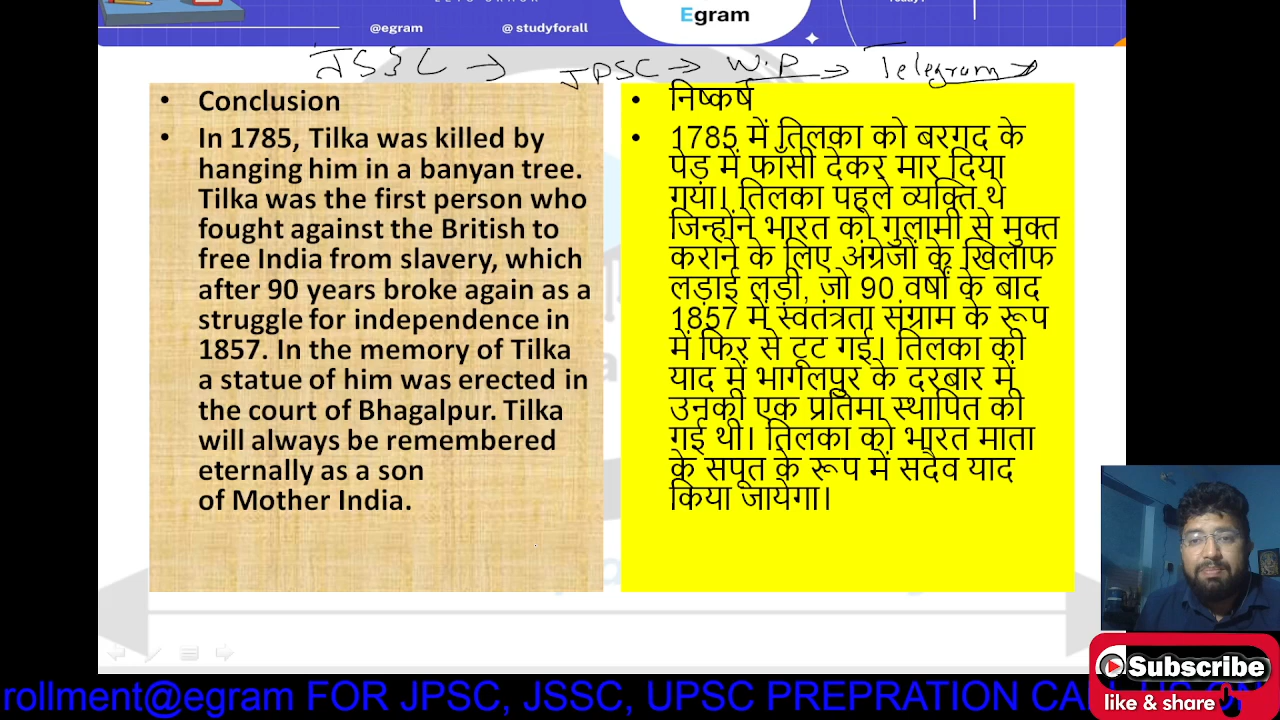 Egram
@egram @ studyforall
JSSC → JPSC → W.P → Telegram →
• Conclusion
• In 1785, Tilka was killed by
hanging him in a banyan tree.
Tilka was the first person who
fought against the British to
free India from slavery, which
after 90 years broke again as a
struggle for independence in
1857. In the memory of Tilka
a statue of him was erected in
the court of Bhagalpur. Tilka
will always be remembered
eternally as a son
of Mother India.
• निष्कर्ष
• 1785 में तिलका को बरगद के
पेड़ में फाँसी देकर मार दिया
गया। तिलका पहले व्यक्ति थे
जिन्होंने भारत को गुलामी से मुक्त
कराने के लिए अंग्रेजों के खिलाफ
लड़ाई लड़ी, जो 90 वर्षों के बाद
1857 में स्वतंत्रता संग्राम के रूप
में फिर से टूट गई। तिलका की
याद में भागलपुर के दरबार में
उनकी एक प्रतिमा स्थापित की
गई थी। तिलका को भारत माता
के सपूत के रूप में सदैव याद
किया जायेगा।
Subscribe
like & share
rollment@egram FOR JPSC, JSSC, UPSC PREPRATION